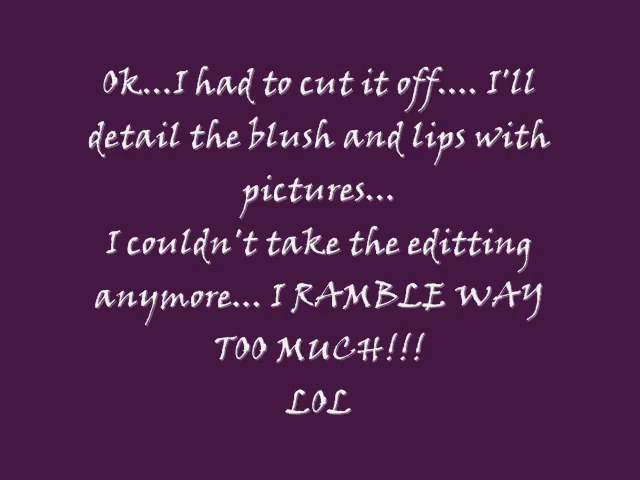 Ok...I had to cut it off.... I'll
detail the blush and lips with
pictures...
I couldn't take the editting
anymore... I RAMBLE WAY
TOO MUCH!!!
LOL